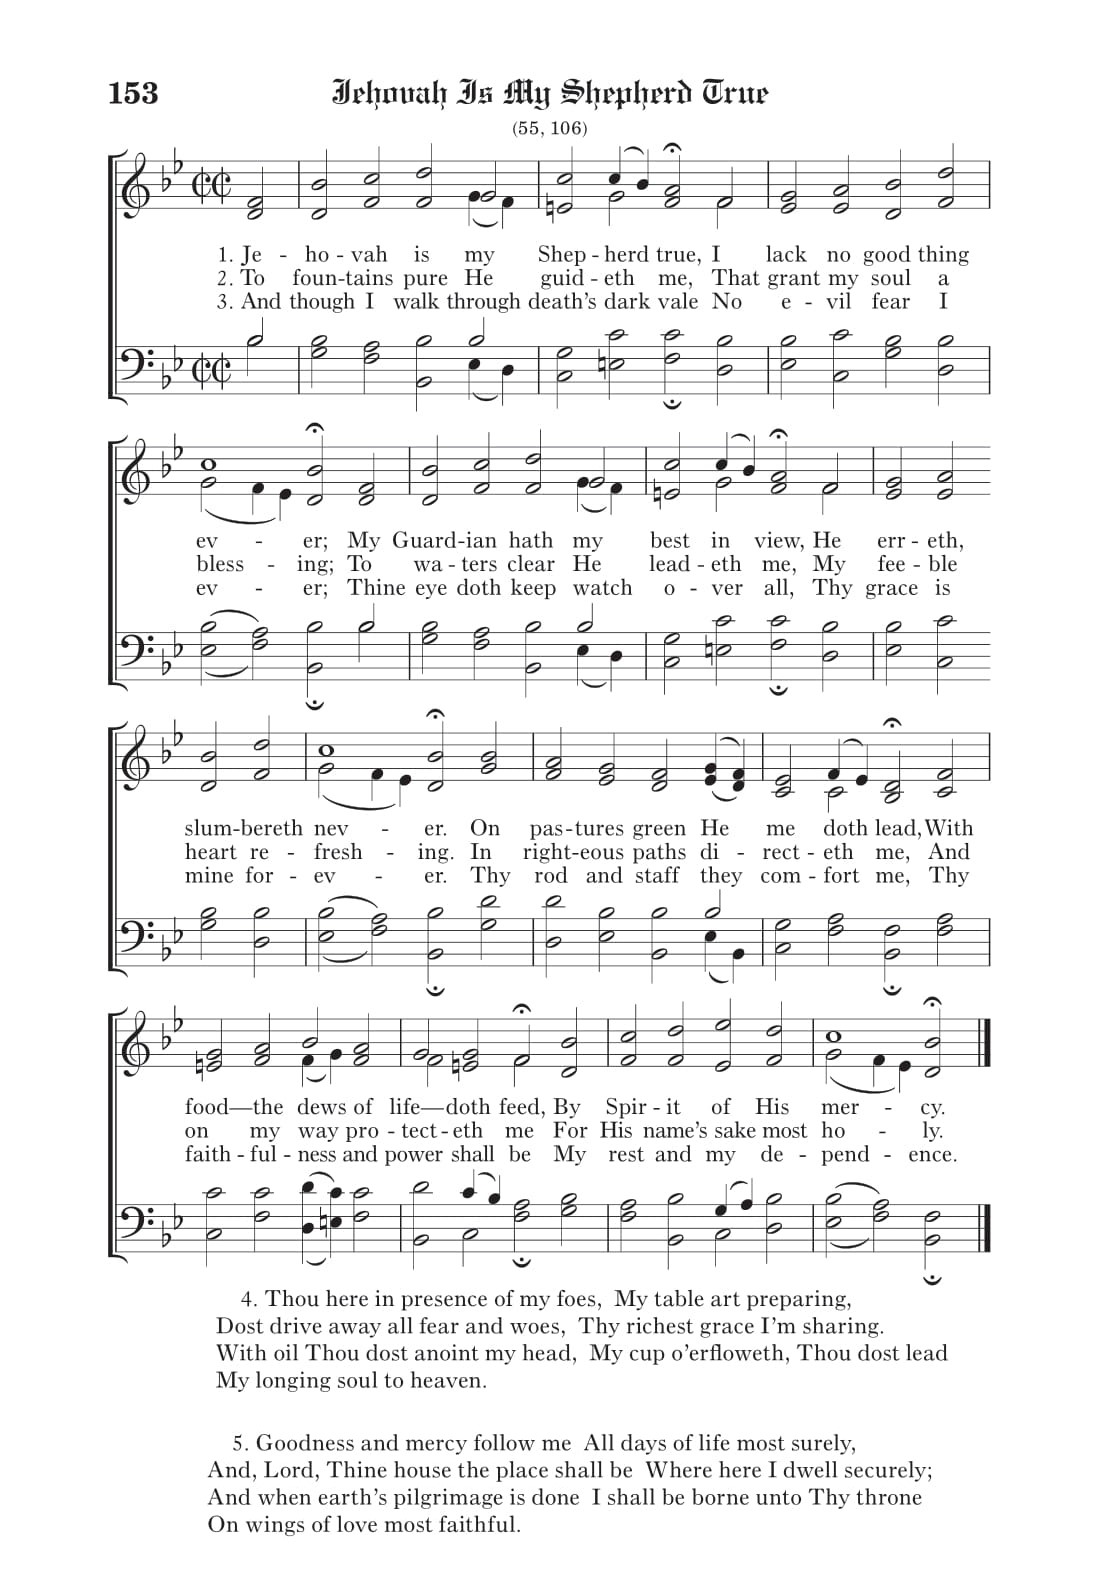 153 Jehovah Is My Shepherd True
(55, 106)
1. Je - ho - vah is my Shep - herd true, I lack no good thing
2. To foun-tains pure He guid - eth me, That grant my soul a
3. And though I walk through death's dark vale No e - vil fear I
ev - er; My Guard-ian hath my best in view, He err - eth,
bless - ing; To wa - ters clear He lead - eth me, My fee - ble
ev - er; Thine eye doth keep watch o - ver all, Thy grace is
slum-bereth nev - er. On pas-tures green He me doth lead, With
heart re - fresh - ing. In right-eous paths di - rect - eth me, And
mine for - ev - er. Thy rod and staff they com - fort me, Thy
food—the dews of life—doth feed, By Spir - it of His mer - cy.
on my way pro - tect - eth me For His name's sake most ho - ly.
faith - ful - ness and power shall be My rest and my de - pend - ence.
4. Thou here in presence of my foes, My table art preparing,
Dost drive away all fear and woes, Thy richest grace I'm sharing.
With oil Thou dost anoint my head, My cup o'erfloweth, Thou dost lead
My longing soul to heaven.
5. Goodness and mercy follow me All days of life most surely,
And, Lord, Thine house the place shall be Where here I dwell securely;
And when earth's pilgrimage is done I shall be borne unto Thy throne
On wings of love most faithful.